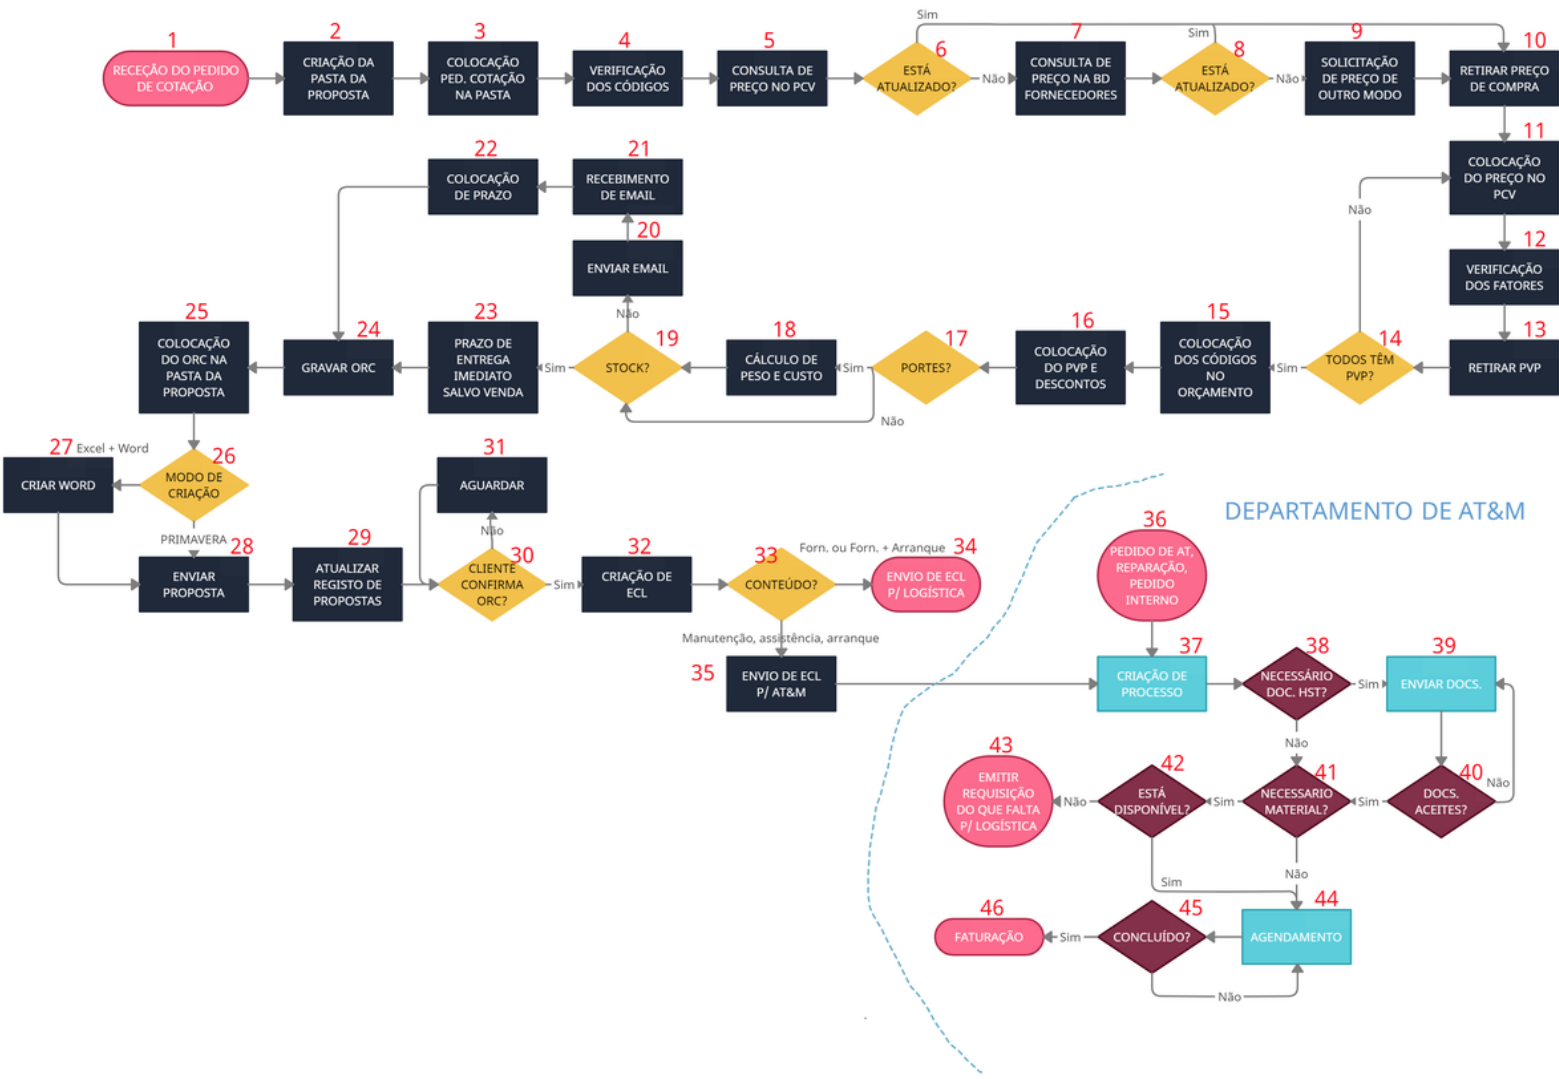 1
RECEÇÃO DO PEDIDO
DE COTAÇÃO
2
CRIAÇÃO DA
PASTA DA
PROPOSTA
3
COLOCAÇÃO
PED. COTAÇÃO
NA PASTA
4
VERIFICAÇÃO
DOS CÓDIGOS
5
CONSULTA DE
PREÇO NO PCV
Sim
6
ESTÁ
ATUALIZADO?
Não
7
CONSULTA DE
PREÇO NA BD
FORNECEDORES
Sim
8
ESTÁ
ATUALIZADO?
Não
9
SOLICITAÇÃO
DE PREÇO DE
OUTRO MODO
10
RETIRAR PREÇO
DE COMPRA
11
COLOCAÇÃO
DO PREÇO NO
PCV
12
VERIFICAÇÃO
DOS FATORES
13
RETIRAR PVP
14
TODOS TÊM
PVP?
Não
Sim
15
COLOCAÇÃO
DOS CÓDIGOS
NO
ORÇAMENTO
16
COLOCAÇÃO
DO PVP E
DESCONTOS
17
PORTES?
Sim
Não
18
CÁLCULO DE
PESO E CUSTO
19
STOCK?
Não
Sim
20
ENVIAR EMAIL
21
RECEBIMENTO
DE EMAIL
22
COLOCAÇÃO
DE PRAZO
23
PRAZO DE
ENTREGA
IMEDIATO
SALVO VENDA
24
GRAVAR ORC
25
COLOCAÇÃO
DO ORC NA
PASTA DA
PROPOSTA
26
MODO DE
CRIAÇÃO
27
Excel + Word
CRIAR WORD
PRIMAVERA
28
ENVIAR
PROPOSTA
29
ATUALIZAR
REGISTO DE
PROPOSTAS
30
CLIENTE
CONFIRMA
ORC?
Não
31
AGUARDAR
Sim
32
CRIAÇÃO DE
ECL
33
CONTEÚDO?
Forn. ou Forn. + Arranque
34
ENVIO DE ECL
P/ LOGÍSTICA
Manutenção, assistência, arranque
35
ENVIO DE ECL
P/ AT&M
DEPARTAMENTO DE AT&M
36
PEDIDO DE AT,
REPARAÇÃO,
PEDIDO
INTERNO
37
CRIAÇÃO DE
PROCESSO
38
NECESSÁRIO
DOC. HST?
Sim
Não
39
ENVIAR DOCS.
40
DOCS.
ACEITES?
Não
Sim
41
NECESSARIO
MATERIAL?
Sim
Não
42
ESTÁ
DISPONÍVEL?
Não
Sim
43
EMITIR
REQUISIÇÃO
DO QUE FALTA
P/ LOGÍSTICA
44
AGENDAMENTO
45
CONCLUÍDO?
Sim
Não
46
FATURAÇÃO